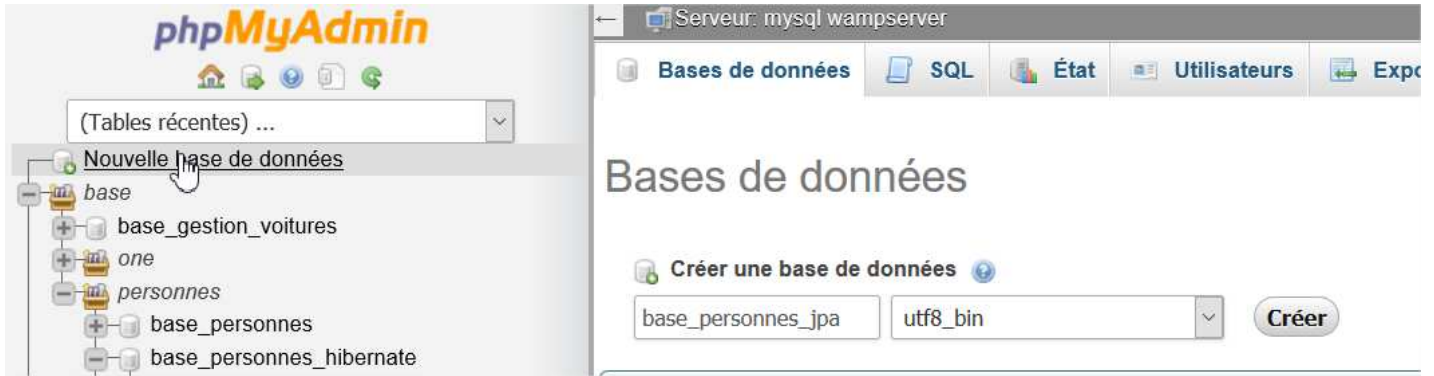 phpMyAdmin
(Tables récentes) ...
Nouvelle base de données
base
base_gestion_voitures
one
personnes
base_personnes
base_personnes_hibernate
Serveur: mysql wampserver
Bases de données SQL État Utilisateurs Expo
Bases de données
Créer une base de données
base_personnes_jpa utf8_bin Créer